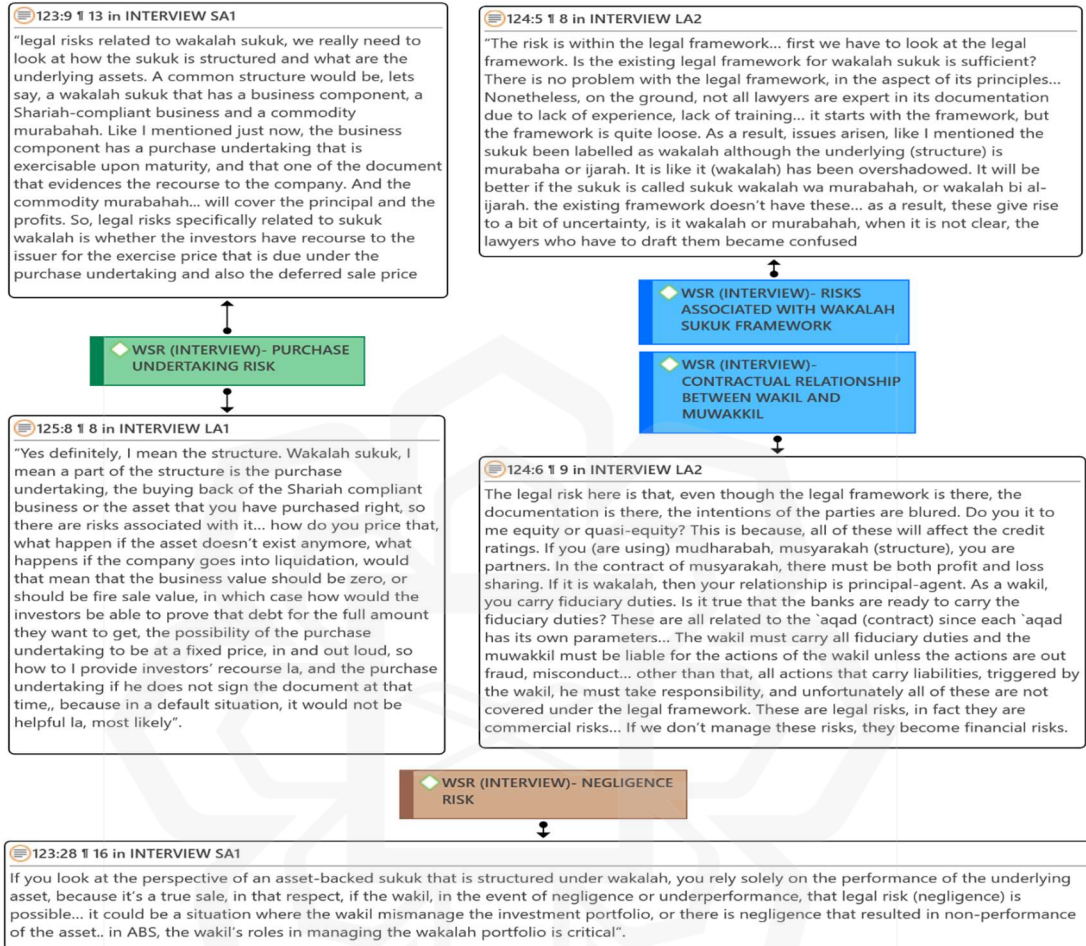 123:9 ¶ 13 in INTERVIEW SA1
“legal risks related to wakalah sukuk, we really need to
look at how the sukuk is structured and what are the
underlying assets. A common structure would be, lets
say, a wakalah sukuk that has a business component, a
Shariah-compliant business and a commodity
murabahah. Like I mentioned just now, the business
component has a purchase undertaking that is
exercisable upon maturity, and that one of the document
that evidences the recourse to the company. And the
commodity murabahah... will cover the principal and the
profits. So, legal risks specifically related to sukuk
wakalah is whether the investors have recourse to the
issuer for the exercise price that is due under the
purchase undertaking and also the deferred sale price
WSR (INTERVIEW)- PURCHASE
UNDERTAKING RISK
125:8 ¶ 8 in INTERVIEW LA1
“Yes definitely, I mean the structure. Wakalah sukuk, I
mean a part of the structure is the purchase
undertaking, the buying back of the Shariah compliant
business or the asset that you have purchased right, so
there are risks associated with it... how do you price that,
what happen if the asset doesn’t exist anymore, what
happens if the company goes into liquidation, would
that mean that the business value should be zero, or
should be fire sale value, in which case how would the
investors be able to prove that debt for the full amount
they want to get, the possibility of the purchase
undertaking to be at a fixed price, in and out loud, so
how to I provide investors’ recourse la, and the purchase
undertaking if he does not sign the document at that
time,, because in a default situation, it would not be
helpful la, most likely”.
124:5 ¶ 8 in INTERVIEW LA2
“The risk is within the legal framework... first we have to look at the legal
framework. Is the existing legal framework for wakalah sukuk is sufficient?
There is no problem with the legal framework, in the aspect of its principles...
Nonetheless, on the ground, not all lawyers are expert in its documentation
due to lack of experience, lack of training... it starts with the framework, but
the framework is quite loose. As a result, issues arisen, like I mentioned the
sukuk been labelled as wakalah although the underlying (structure) is
murabaha or ijarah. It is like it (wakalah) has been overshadowed. It will be
better if the sukuk is called sukuk wakalah wa murabahah, or wakalah bi al-
ijarah. the existing framework doesn’t have these... as a result, these give rise
to a bit of uncertainty, is it wakalah or murabahah, when it is not clear, the
lawyers who have to draft them became confused
WSR (INTERVIEW)- RISKS
ASSOCIATED WITH WAKALAH
SUKUK FRAMEWORK
WSR (INTERVIEW)-
CONTRACTUAL RELATIONSHIP
BETWEEN WAKIL AND
MUWAKKIL
124:6 ¶ 9 in INTERVIEW LA2
The legal risk here is that, even though the legal framework is there, the
documentation is there, the intentions of the parties are blured. Do you it to
me equity or quasi-equity? This is because, all of these will affect the credit
ratings. If you (are using) mudharabah, musyarakah (structure), you are
partners. In the contract of musyarakah, there must be both profit and loss
sharing. If it is wakalah, then your relationship is principal-agent. As a wakil,
you carry fiduciary duties. Is it true that the banks are ready to carry the
fiduciary duties? These are all related to the `aqad (contract) since each `aqad
has its own parameters... The wakil must carry all fiduciary duties and the
muwakkil must be liable for the actions of the wakil unless the actions are out
fraud, misconduct... other than that, all actions that carry liabilities, triggered by
the wakil, he must take responsibility, and unfortunately all of these are not
covered under the legal framework. These are legal risks, in fact they are
commercial risks... If we don’t manage these risks, they become financial risks.
WSR (INTERVIEW)- NEGLIGENCE
RISK
123:28 ¶ 16 in INTERVIEW SA1
If you look at the perspective of an asset-backed sukuk that is structured under wakalah, you rely solely on the performance of the underlying
asset, because it’s a true sale, in that respect, if the wakil, in the event of negligence or underperformance, that legal risk (negligence) is
possible... it could be a situation where the wakil mismanage the investment portfolio, or there is negligence that resulted in non-performance
of the asset.. in ABS, the wakil’s roles in managing the wakalah portfolio is critical”.